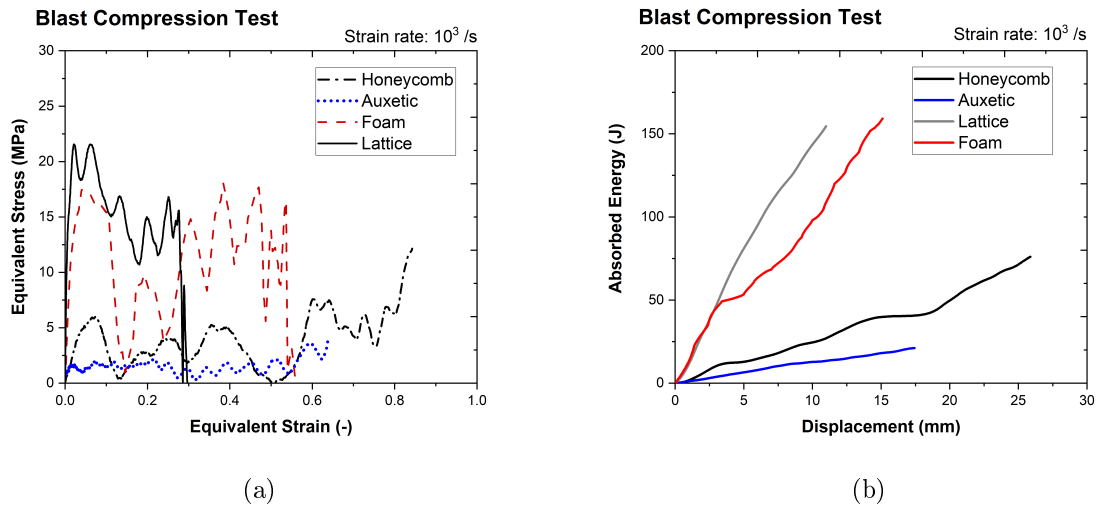 Blast Compression Test
Strain rate: 10³ /s
30
25
20
15
10
5
0
0.0 0.2 0.4 0.6 0.8 1.0
Equivalent Stress (MPa)
Equivalent Strain (-)
Honeycomb
Auxetic
Foam
Lattice
(a)
Blast Compression Test
Strain rate: 10³ /s
200
150
100
50
0
0 5 10 15 20 25 30
Absorbed Energy (J)
Displacement (mm)
Honeycomb
Auxetic
Lattice
Foam
(b)